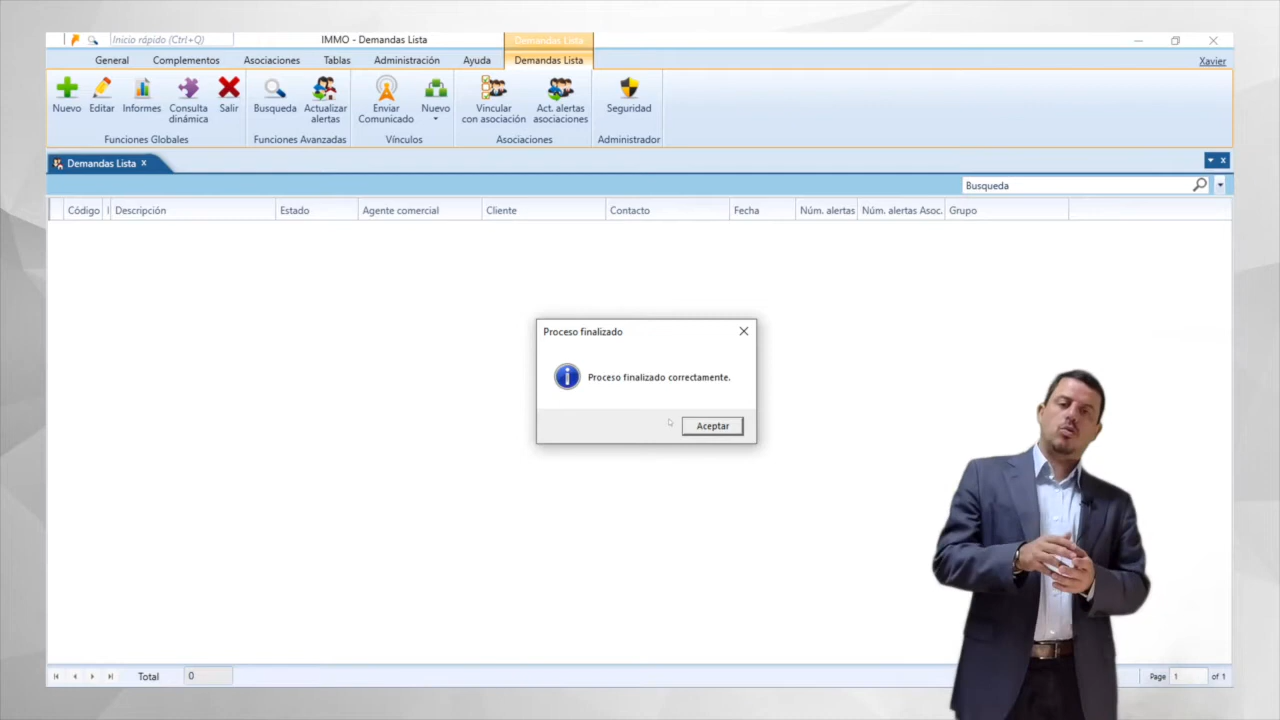 Inicio rápido (Ctrl+Q)
IMMO - Demandas Lista
Demandas Lista
General
Complementos
Asociaciones
Tablas
Administración
Ayuda
Demandas Lista
Xavier
Nuevo
Editar
Informes
Consulta
dinámica
Salir
Busqueda
Actualizar
alertas
Enviar
Comunicado
Nuevo
Vincular
con asociación
Act. alertas
asociaciones
Seguridad
Funciones Globales
Funciones Avanzadas
Vínculos
Asociaciones
Administrador
Demandas Lista x
Busqueda
Código
Descripción
Estado
Agente comercial
Cliente
Contacto
Fecha
Núm. alertas
Núm. alertas Asoc.
Grupo
Proceso finalizado
Proceso finalizado correctamente.
Aceptar
Total
0
Page 1 of 1